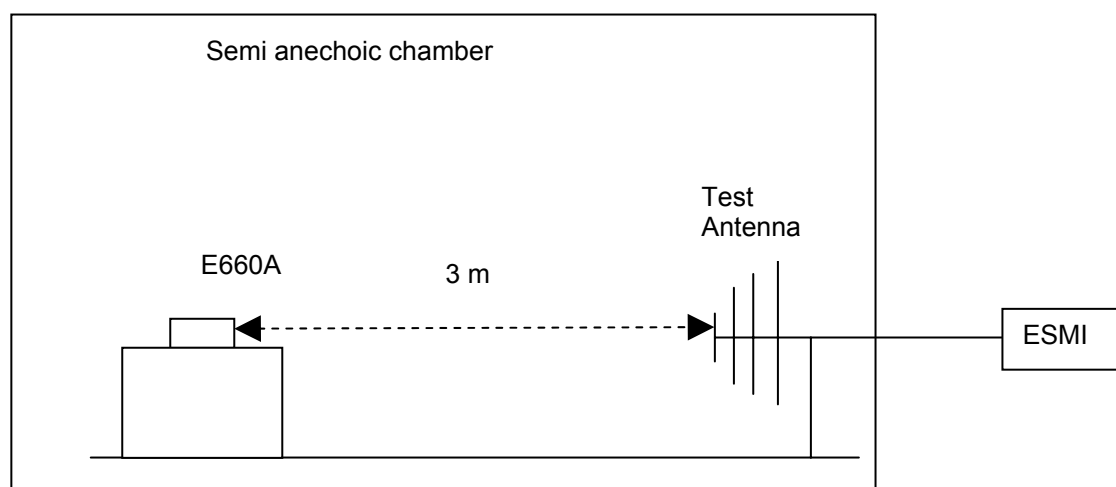 Semi anechoic chamber
Test
Antenna
E660A
3 m
ESMI